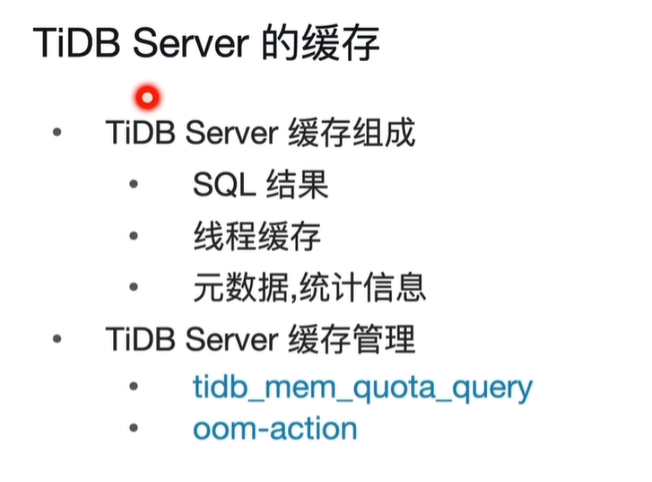 TiDB Server 的缓存
TiDB Server 缓存组成
SQL 结果
线程缓存
元数据,统计信息
TiDB Server 缓存管理
tidb_mem_quota_query
oom-action